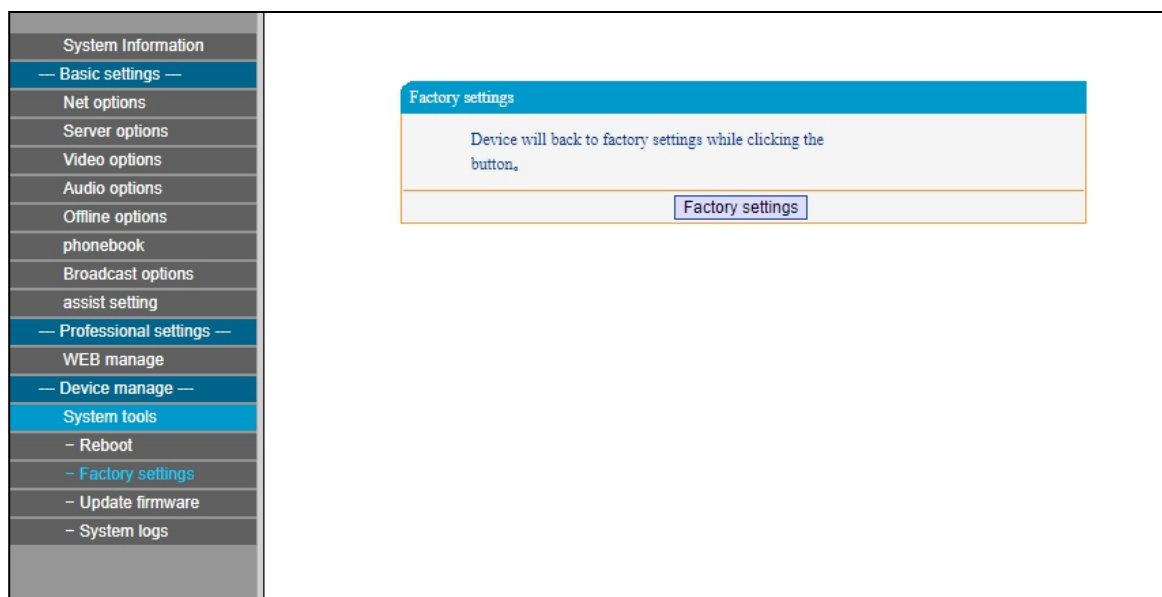 System Information
--- Basic settings ---
Net options
Server options
Video options
Audio options
Offline options
phonebook
Broadcast options
assist setting
--- Professional settings ---
WEB manage
--- Device manage ---
System tools
- Reboot
- Factory settings
- Update firmware
- System logs
Factory settings
Device will back to factory settings while clicking the
button。
Factory settings